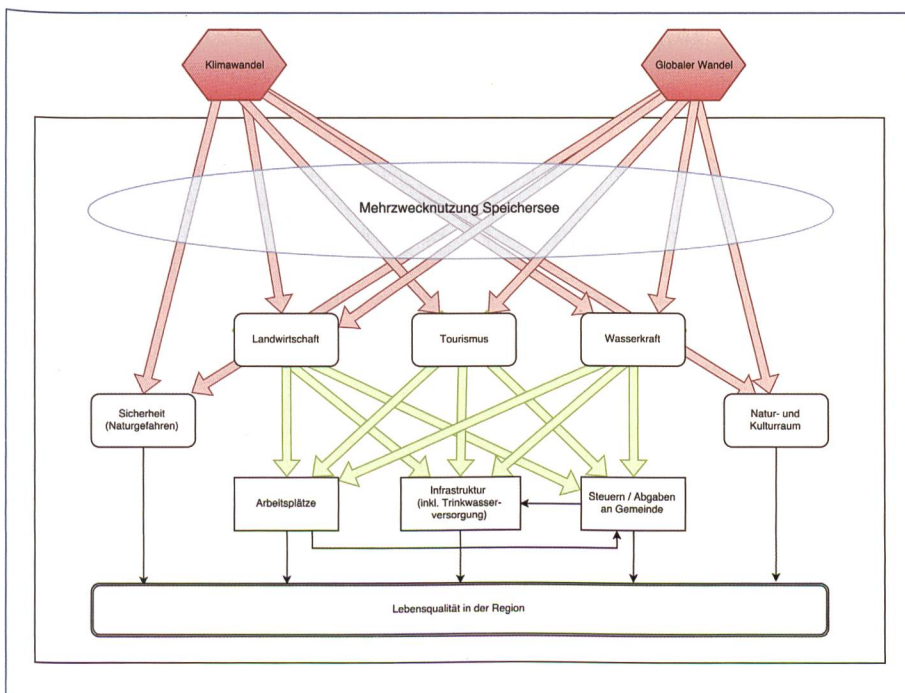 Klimawandel
Globaler Wandel
Mehrzwecknutzung Speichersee
Landwirtschaft
Tourismus
Wasserkraft
Sicherheit
(Naturgefahren)
Natur- und
Kulturraum
Arbeitsplätze
Infrastruktur
(inkl. Trinkwasser-
versorgung)
Steuern / Abgaben
an Gemeinde
Lebensqualität in der Region